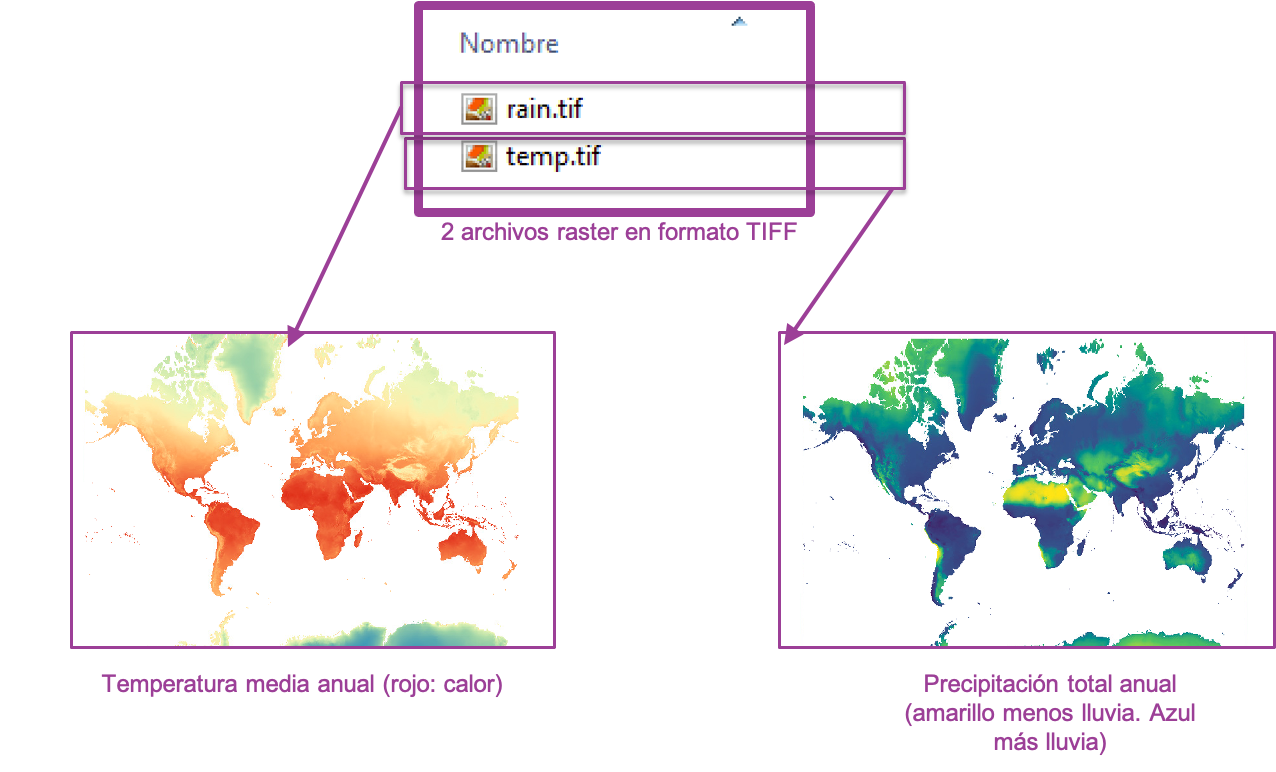 Nombre
rain.tif
temp.tif
2 archivos raster en formato TIFF
Temperatura media anual (rojo: calor)
Precipitación total anual
(amarillo menos lluvia. Azul
más lluvia)